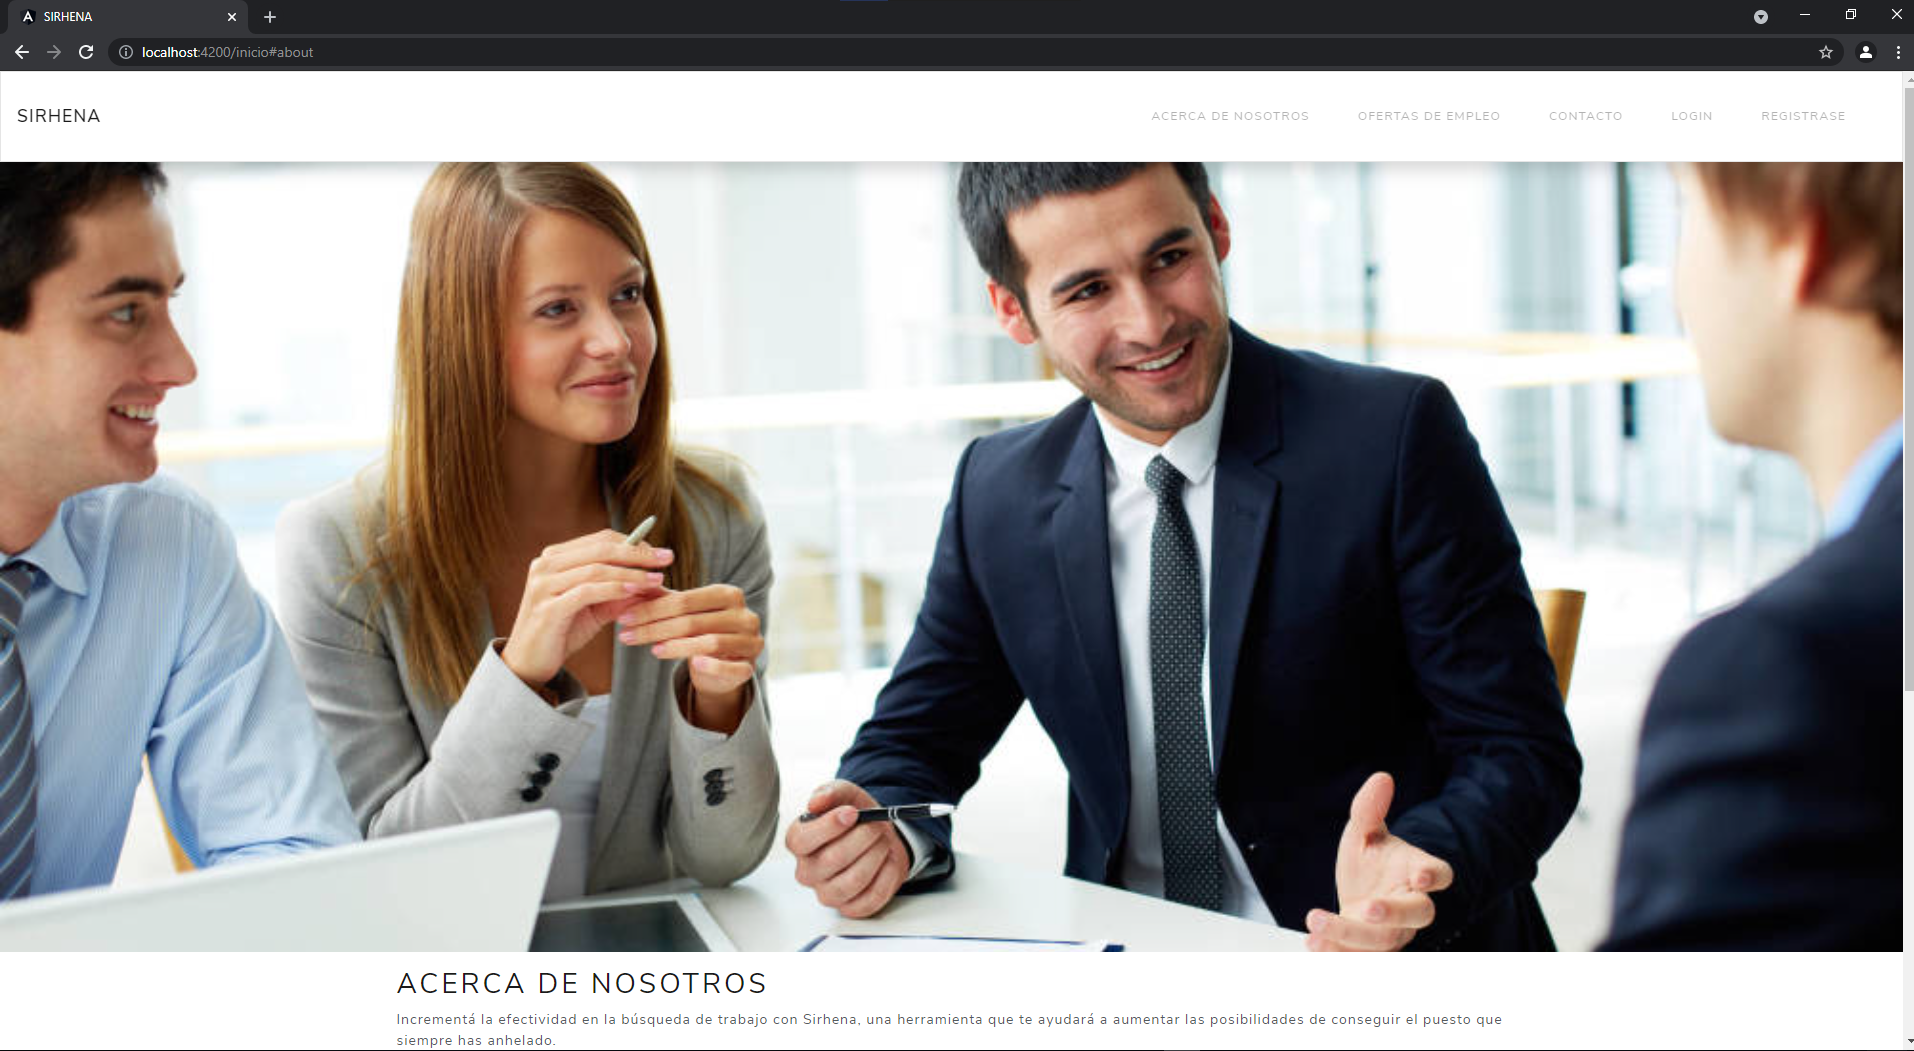 SIRHENA
localhost:4200/inicio#about
SIRHENA
ACERCA DE NOSOTROS OFERTAS DE EMPLEO CONTACTO LOGIN REGISTRASE
ACERCA DE NOSOTROS
Incrementá la efectividad en la búsqueda de trabajo con Sirhena, una herramienta que te ayudará a aumentar las posibilidades de conseguir el puesto que
siempre has anhelado.